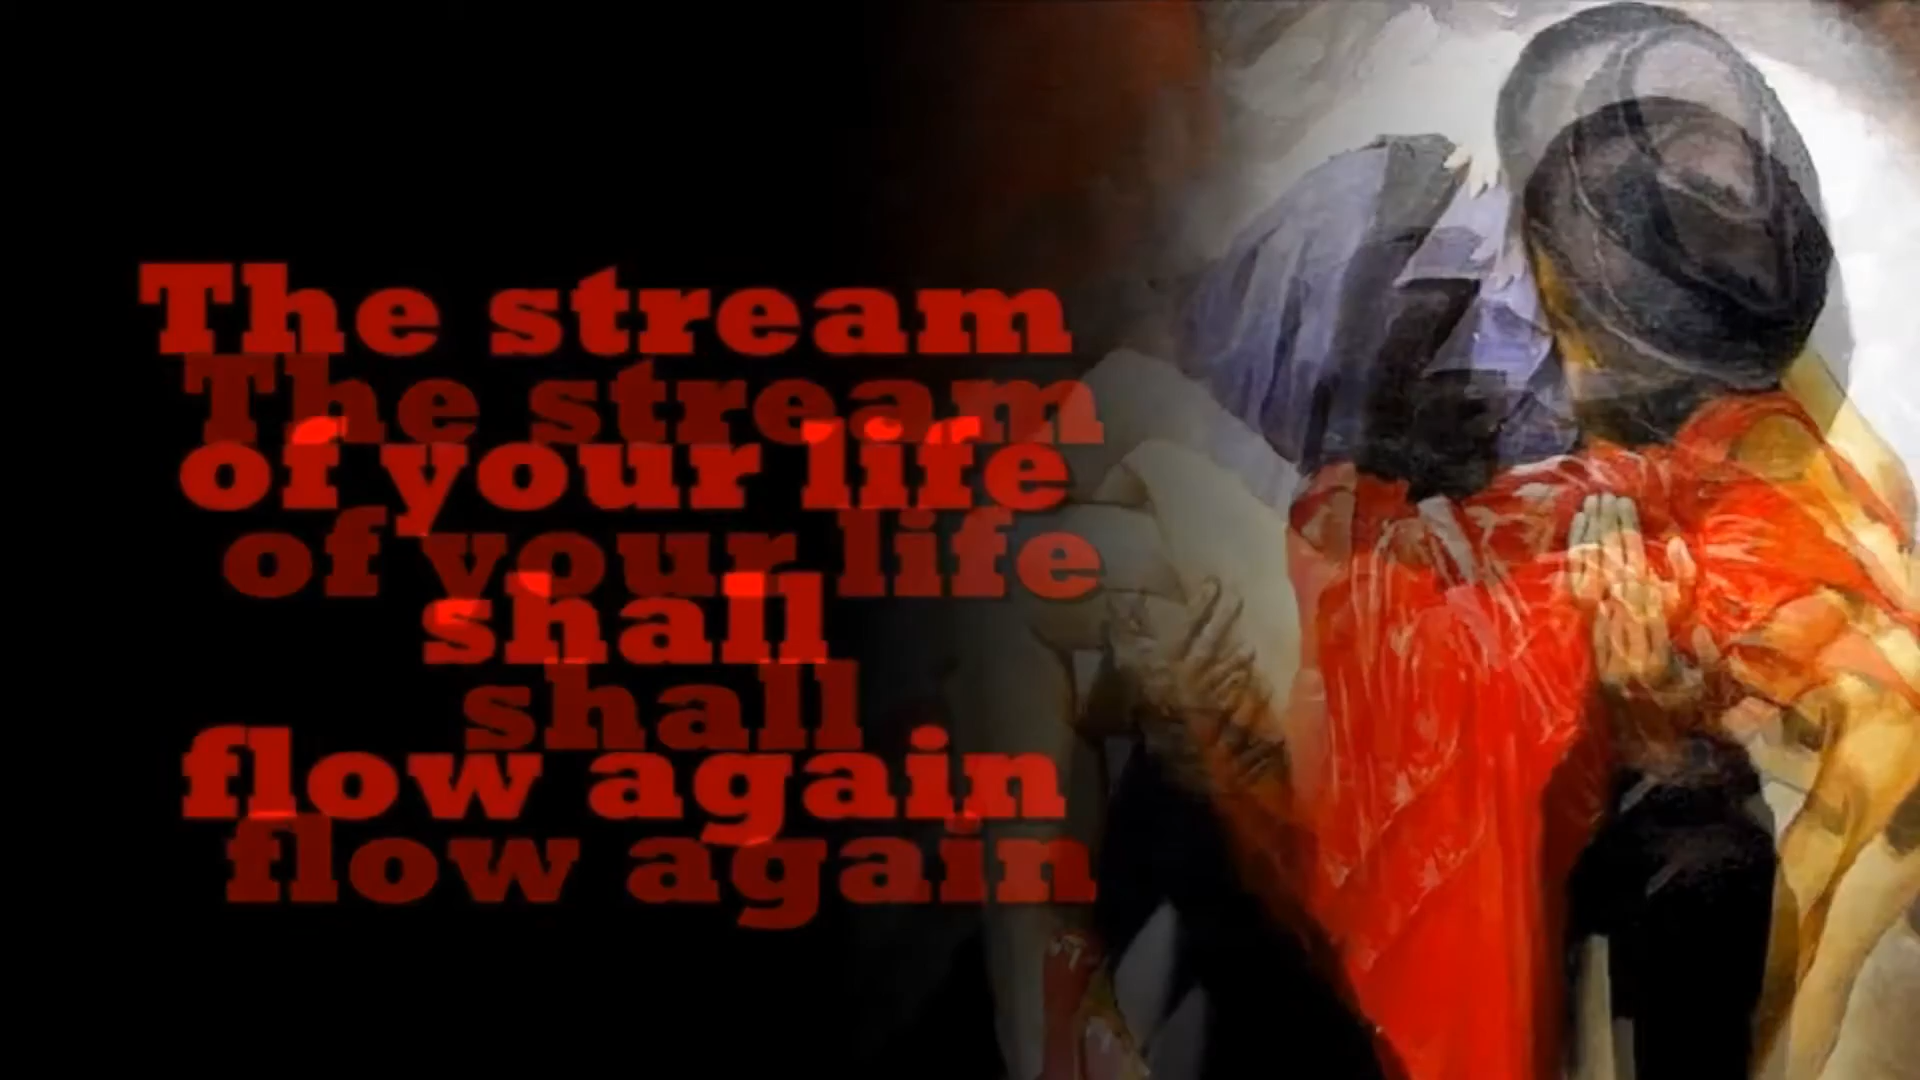 The stream
The stream
of your life
of your life
shall
shall
flow again
flow again